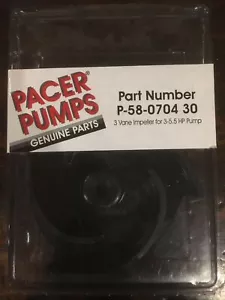 PACER®
PUMPS
GENUINE PARTS
Part Number
P-58-0704 30
3 Vane Impeller for 3-5.5 HP Pump